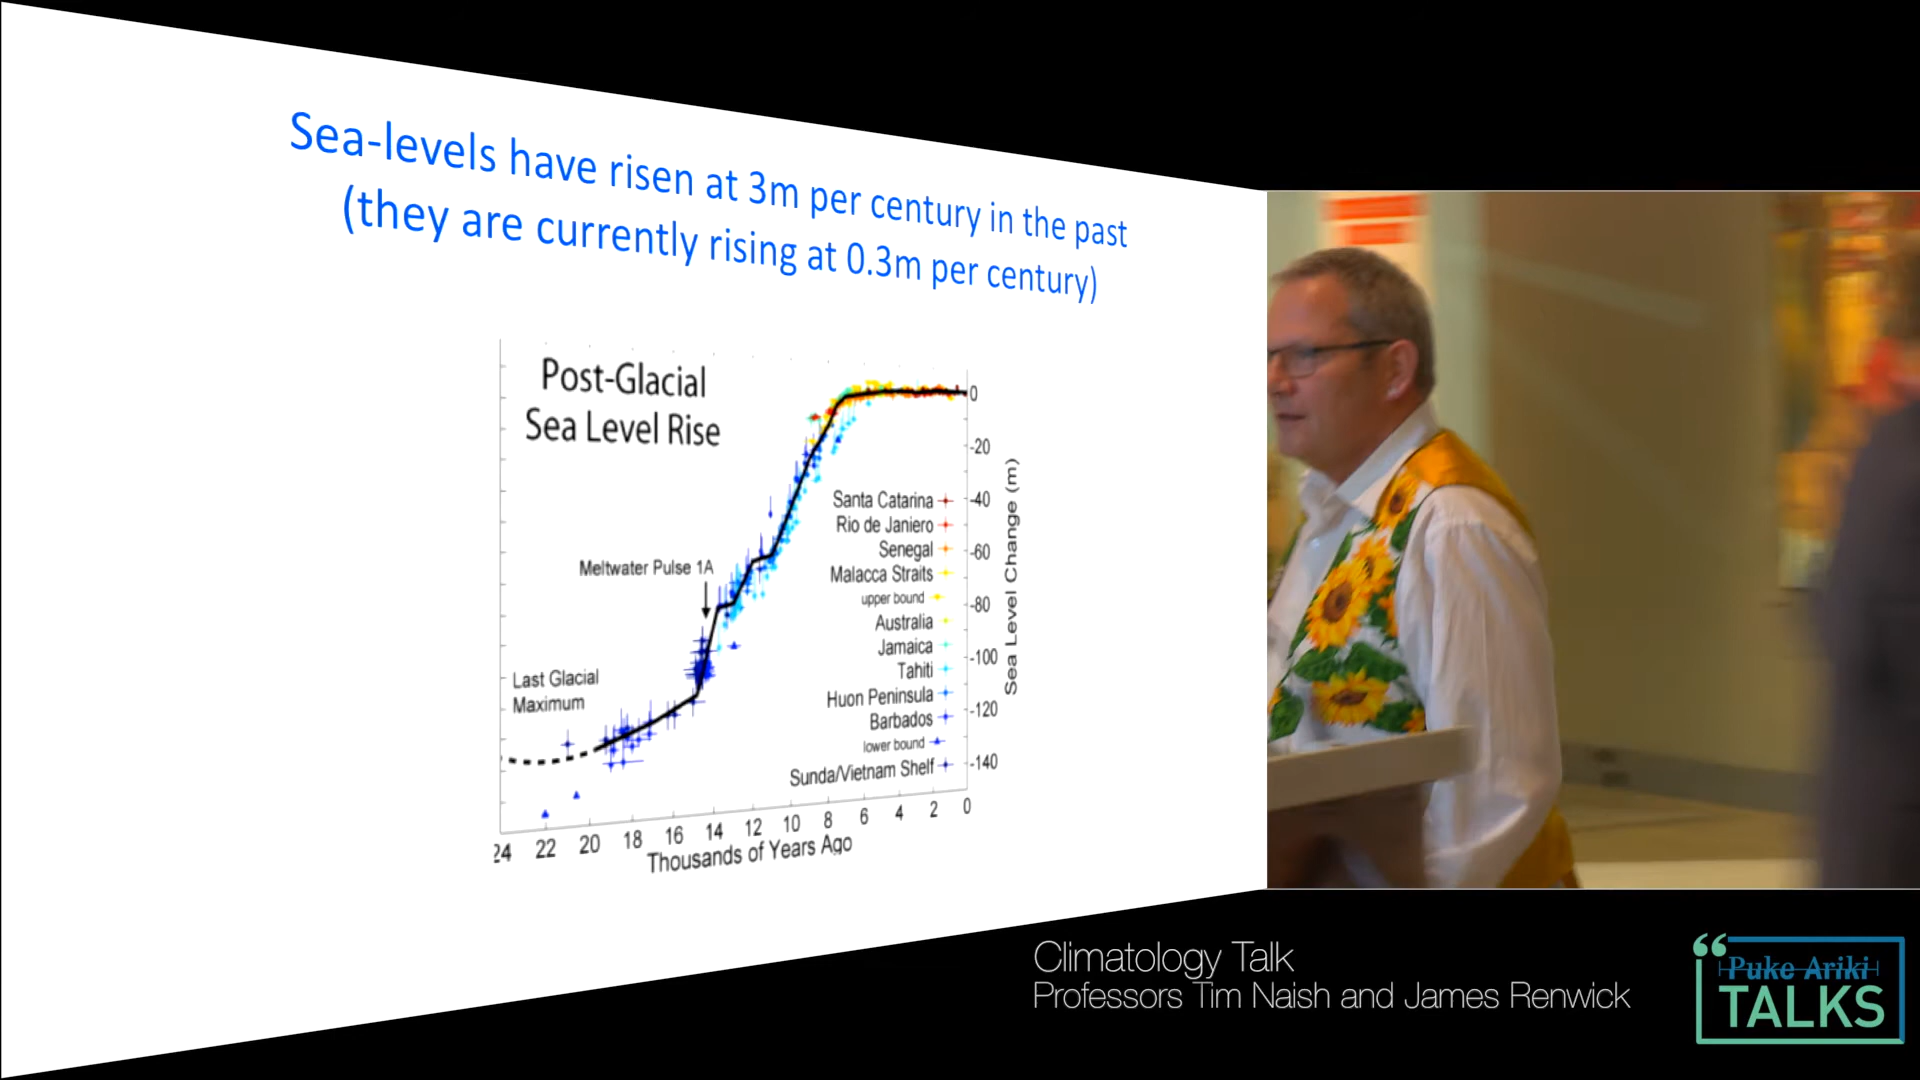 Sea-levels have risen at 3m per century in the past
(they are currently rising at 0.3m per century)
Post-Glacial
Sea Level Rise
Meltwater Pulse 1A
Last Glacial
Maximum
Santa Catarina
Rio de Janiero
Senegal
Malacca Straits
upper bound
Australia
Jamaica
Tahiti
Huon Peninsula
Barbados
lower bound
Sunda/Vietnam Shelf
0
-20
-40
-60
-80
-100
-120
-140
Sea Level Change (m)
24 22 20 18 16 14 12 10 8 6 4 2 0
Thousands of Years Ago
Climatology Talk
Professors Tim Naish and James Renwick
Puke Ariki
TALKS